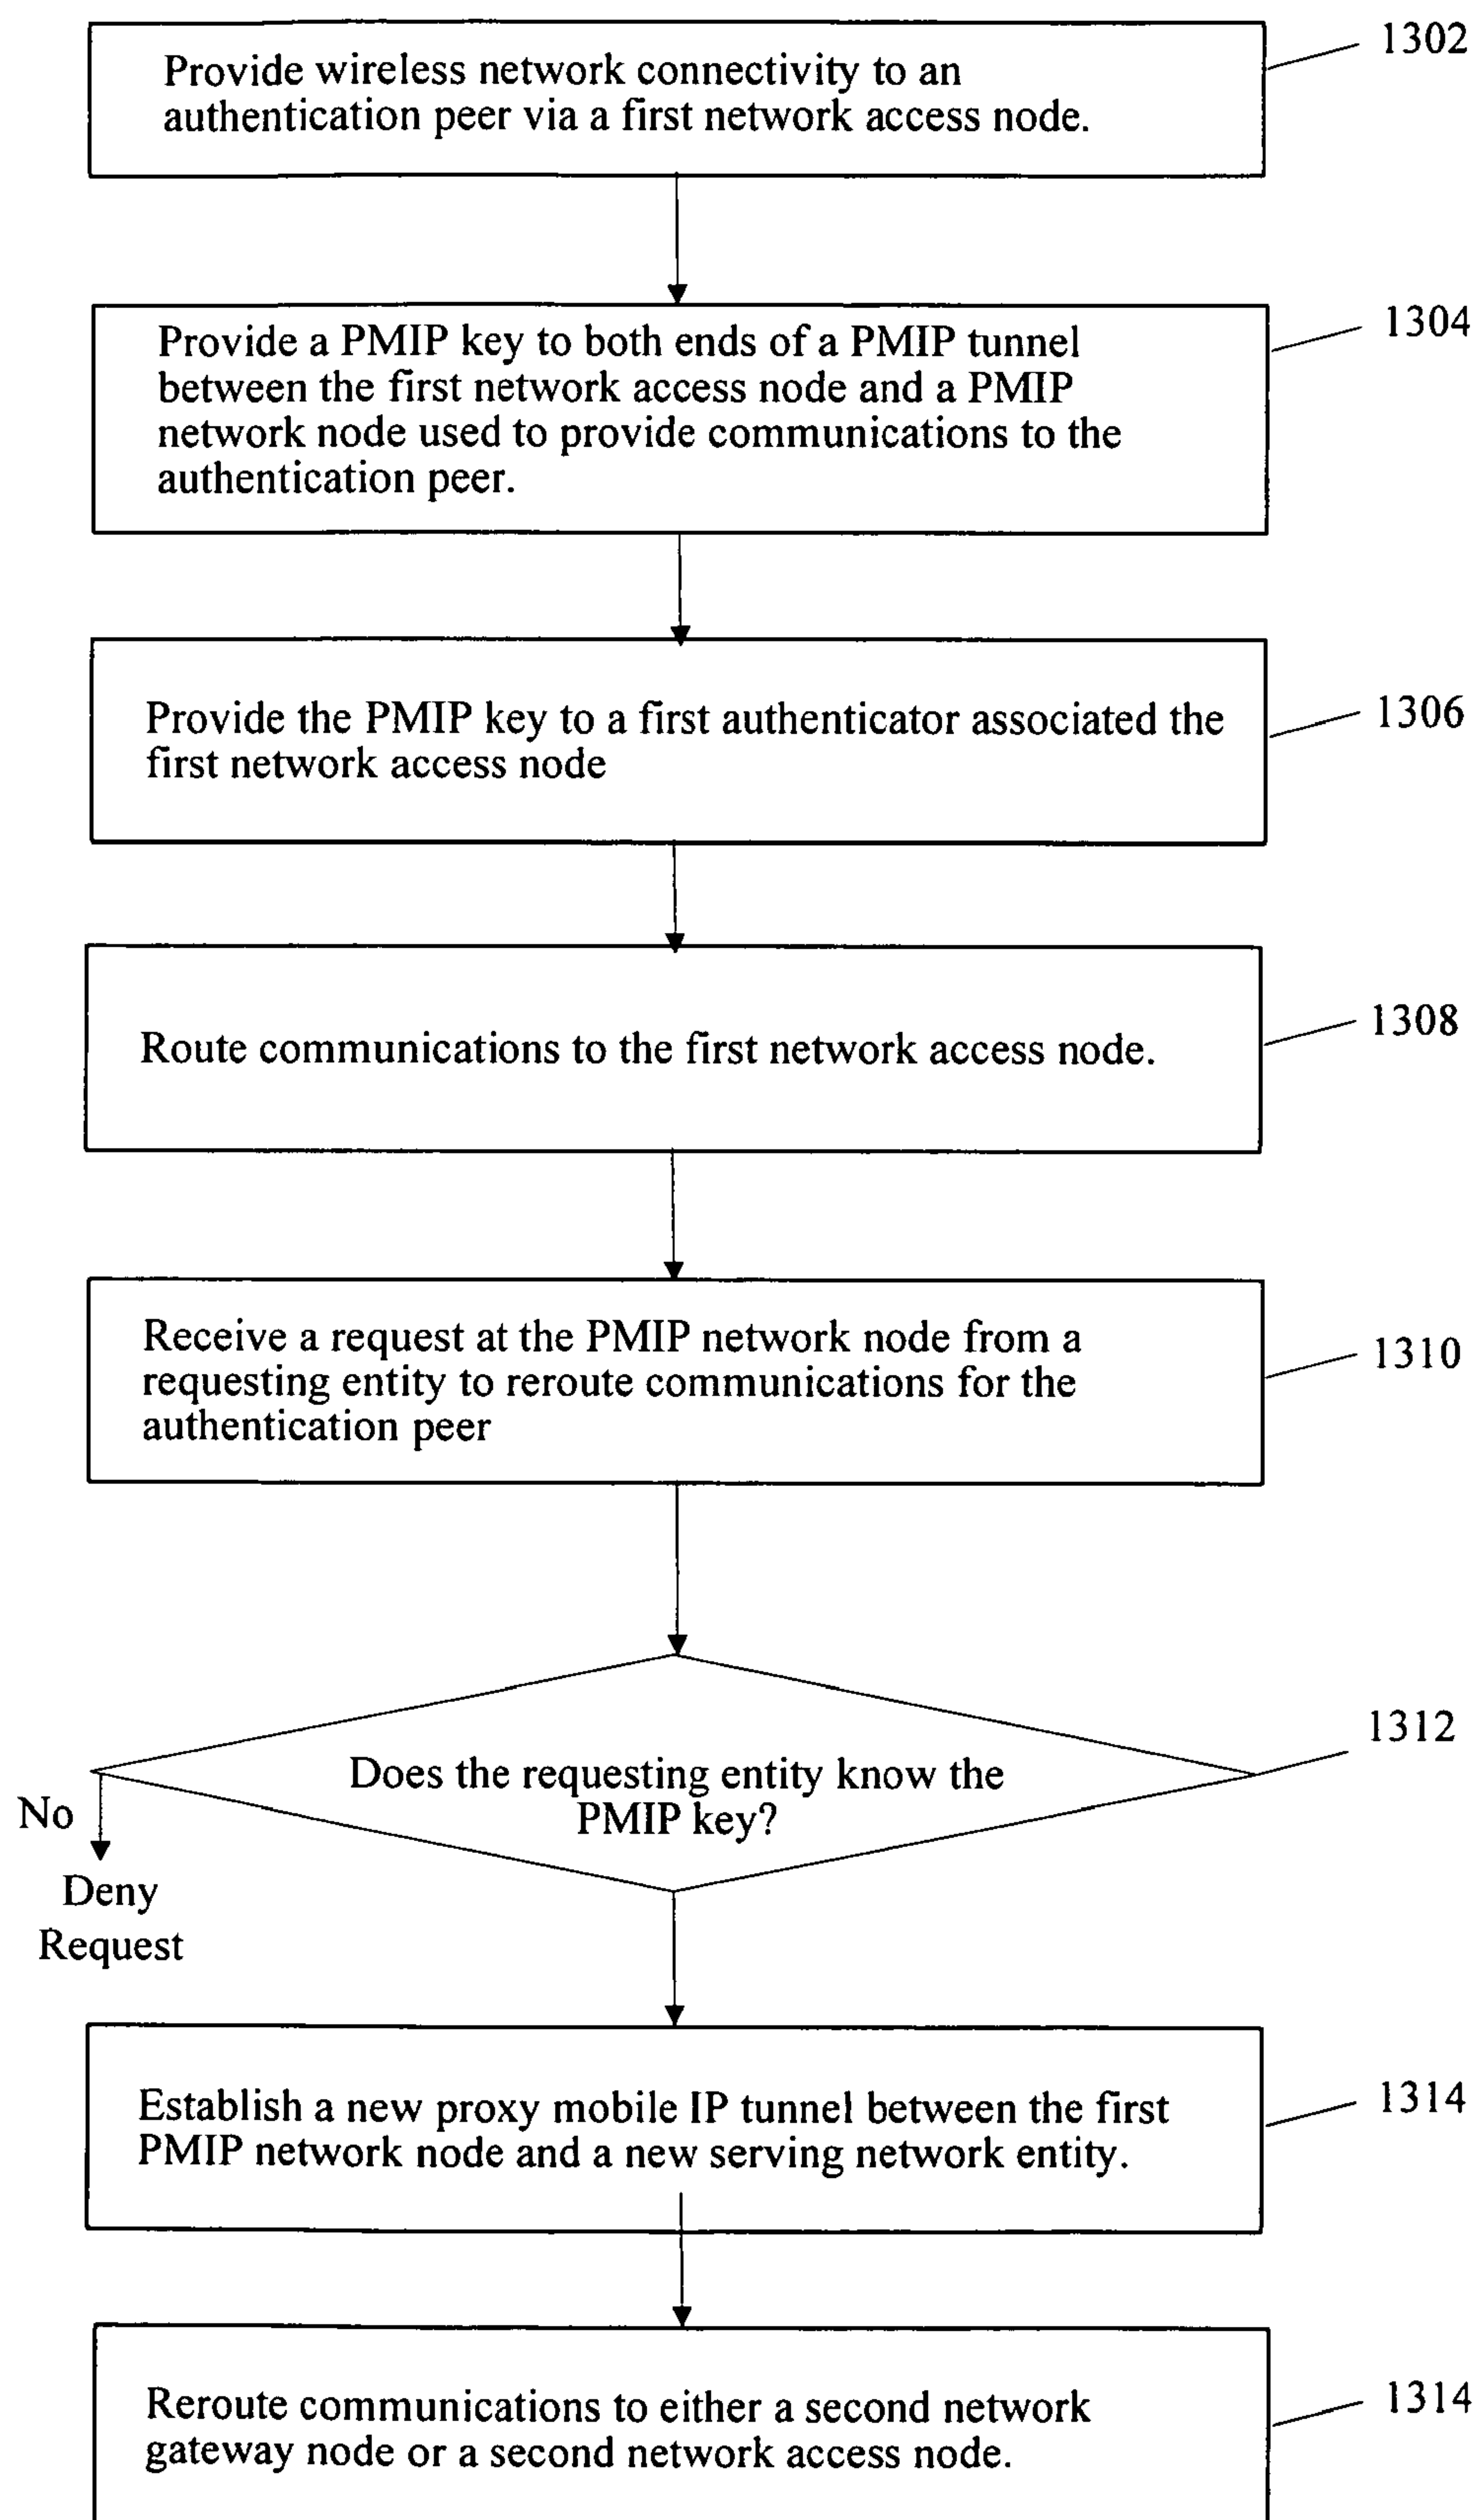 1302
Provide wireless network connectivity to an
authentication peer via a first network access node.
1304
Provide a PMIP key to both ends of a PMIP tunnel
between the first network access node and a PMIP
network node used to provide communications to the
authentication peer.
1306
Provide the PMIP key to a first authenticator associated the
first network access node
1308
Route communications to the first network access node.
1310
Receive a request at the PMIP network node from a
requesting entity to reroute communications for the
authentication peer
1312
Does the requesting entity know the
PMIP key?
No
Deny
Request
1314
Establish a new proxy mobile IP tunnel between the first
PMIP network node and a new serving network entity.
1314
Reroute communications to either a second network
gateway node or a second network access node.